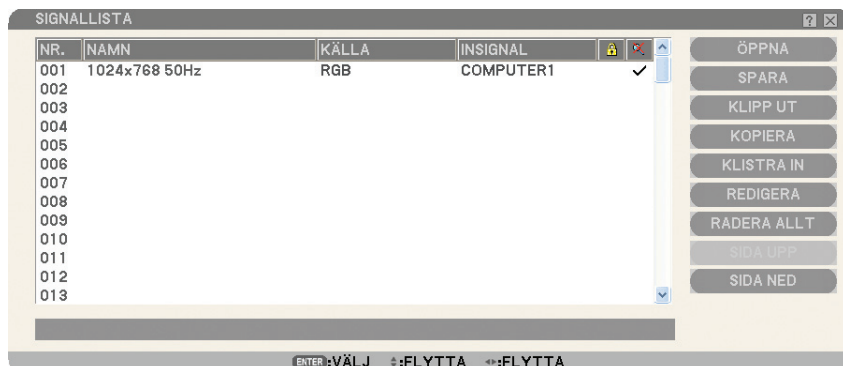 SIGNALLISTA
NR. NAMN KÄLLA INSIGNAL
001 1024x768 50Hz RGB COMPUTER1
002
003
004
005
006
007
008
009
010
011
012
013
ÖPPNA
SPARA
KLIPP UT
KOPIERA
KLISTRA IN
REDIGERA
RADERA ALLT
SIDA UPP
SIDA NED
ENTER:VÄLJ :FLYTTA :FLYTTA